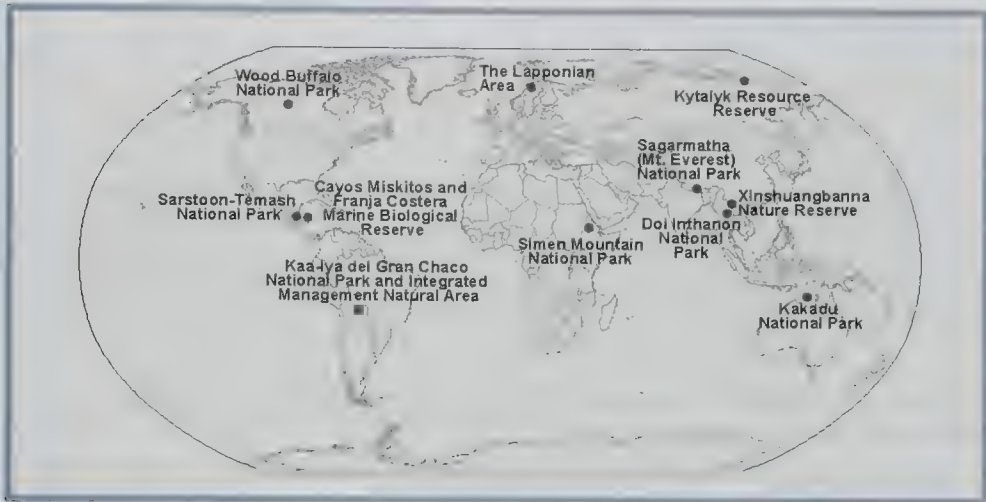 Wood Buffalo
National Park
The Lapponian
Area
Kytalyk Resource
Reserve
Sagarmatha
(Mt. Everest)
National Park
Sarstoon-Temash
National Park
Cayos Miskitos and
Franja Costera
Marine Biological
Reserve
Xinshuangbanna
Nature Reserve
Doi Inthanon
National
Park
Simen Mountain
National Park
Kaa-Iya del Gran Chaco
National Park and Integrated
Management Natural Area
Kakadu
National Park